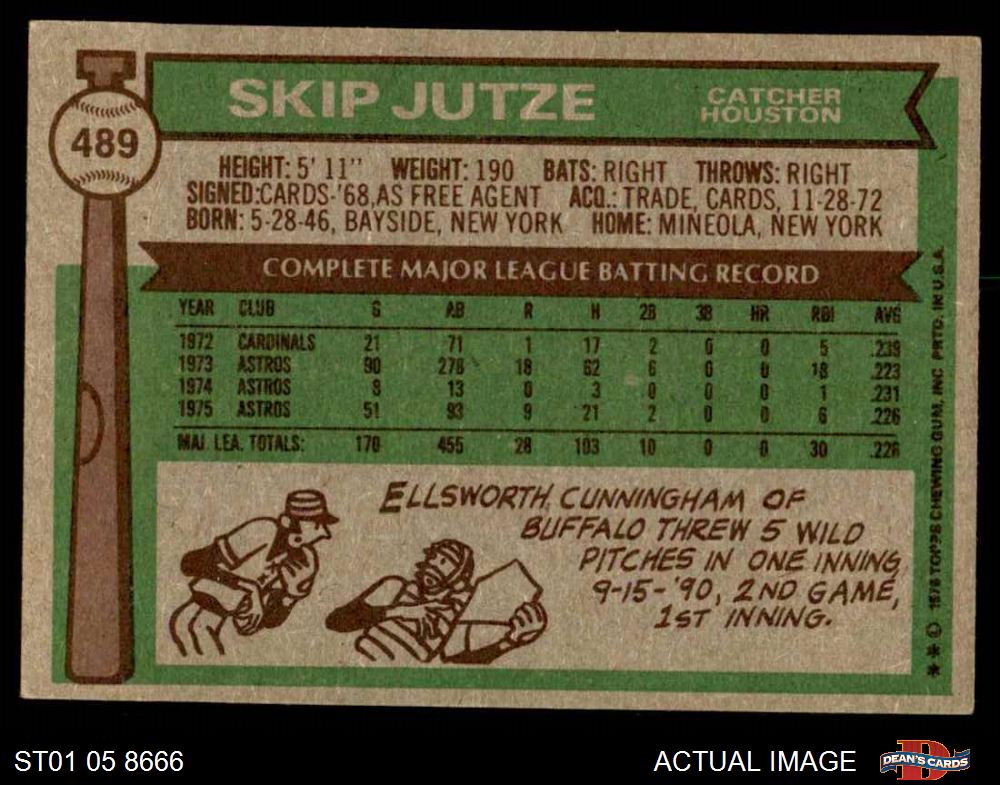 489
SKIP JUTZE
CATCHER
HOUSTON
HEIGHT: 5' 11" WEIGHT: 190 BATS: RIGHT THROWS: RIGHT
SIGNED:CARDS-'68,AS FREE AGENT ACQ.: TRADE, CARDS, 11-28-72
BORN: 5-28-46, BAYSIDE, NEW YORK HOME: MINEOLA, NEW YORK
COMPLETE MAJOR LEAGUE BATTING RECORD
YEAR CLUB G AB R H 2B 3B HR RBI AVG
1972 CARDINALS 21 71 1 17 2 0 0 5 .239
1973 ASTROS 90 278 18 62 6 0 0 18 .223
1974 ASTROS 8 13 0 3 0 0 0 1 .231
1975 ASTROS 51 93 9 21 2 0 0 6 .226
MAJ. LEA. TOTALS: 170 455 28 103 10 0 0 30 .226
ELLSWORTH CUNNINGHAM OF
BUFFALO THREW 5 WILD
PITCHES IN ONE INNING
9-15-'90, 2ND GAME,
1ST INNING.
* * © 1976 TOPPS CHEWING GUM, INC. PRTD. IN U.S.A.
ST01 05 8666
ACTUAL IMAGE
D
DEAN'S CARDS